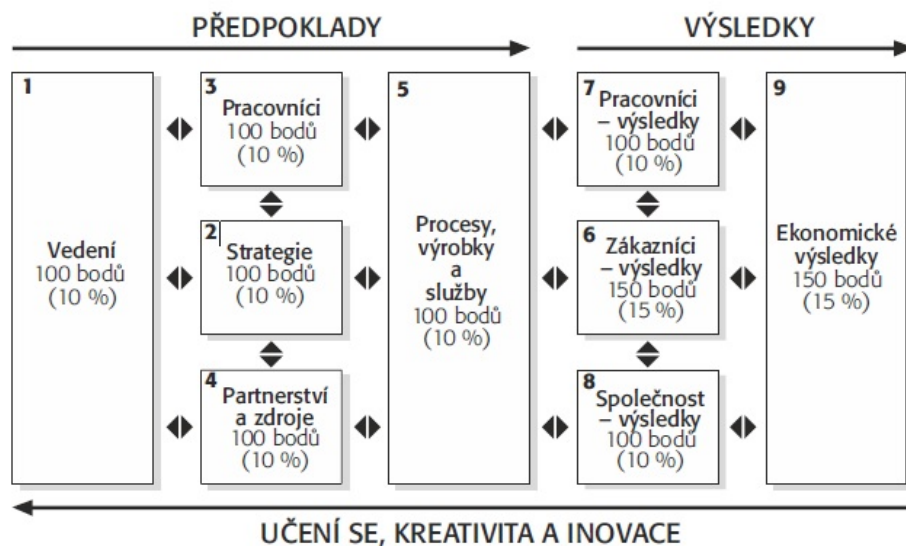 PŘEDPOKLADY
VÝSLEDKY
1
Vedení
100 bodů
(10 %)
3
Pracovníci
100 bodů
(10 %)
2
Strategie
100 bodů
(10 %)
4
Partnerství
a zdroje
100 bodů
(10 %)
5
Procesy,
výrobky
a
služby
100 bodů
(10 %)
7
Pracovníci
– výsledky
100 bodů
(10 %)
6
Zákazníci
– výsledky
150 bodů
(15 %)
8
Společnost
– výsledky
100 bodů
(10 %)
9
Ekonomické
výsledky
150 bodů
(15 %)
UČENÍ SE, KREATIVITA A INOVACE